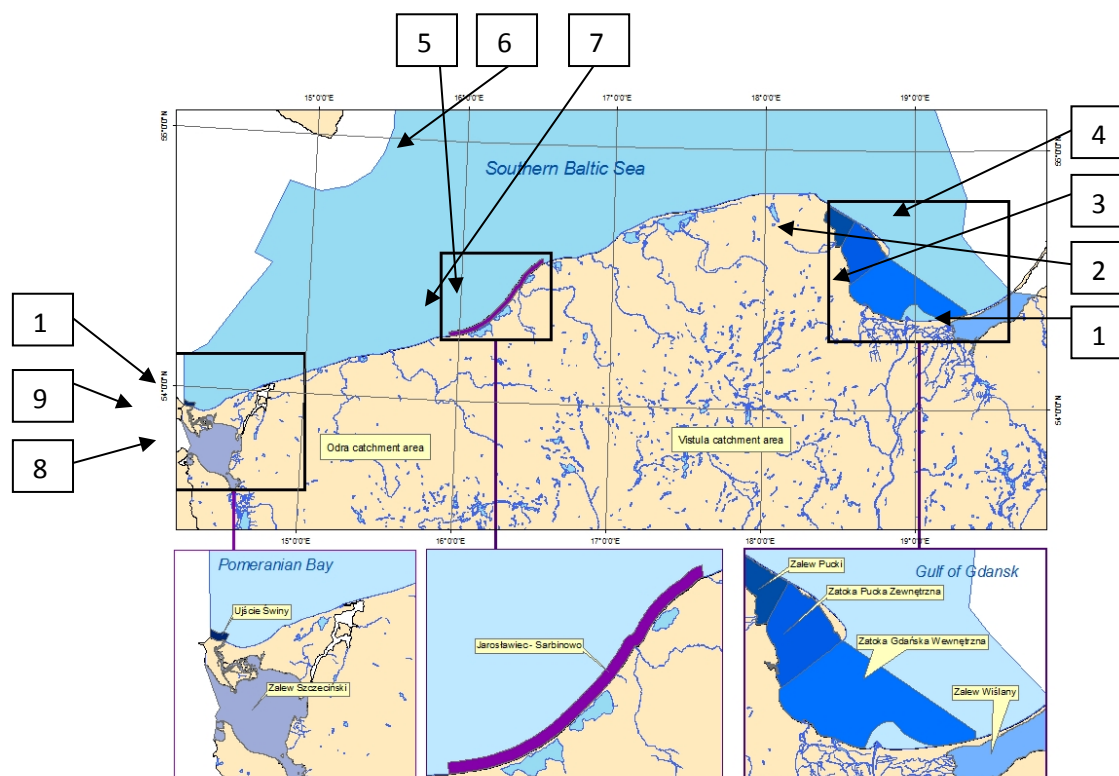 5
6
7
15°0'0"E
16°0'0"E
17°0'0"E
18°0'0"E
19°0'0"E
55°0'0"N
55°0'0"N
4
Southern Baltic Sea
3
2
1
1
9
54°0'0"N
54°0'0"N
8
Odra catchment area
Vistula catchment area
15°0'0"E
16°0'0"E
17°0'0"E
18°0'0"E
19°0'0"E
Pomeranian Bay
Ujście Świny
Zalew Szczeciński
Jarosławiec- Sarbinowo
Zalew Pucki
Gulf of Gdansk
Zatoka Pucka Zewnętrzna
Zatoka Gdańska Wewnętrzna
Zalew Wiślany